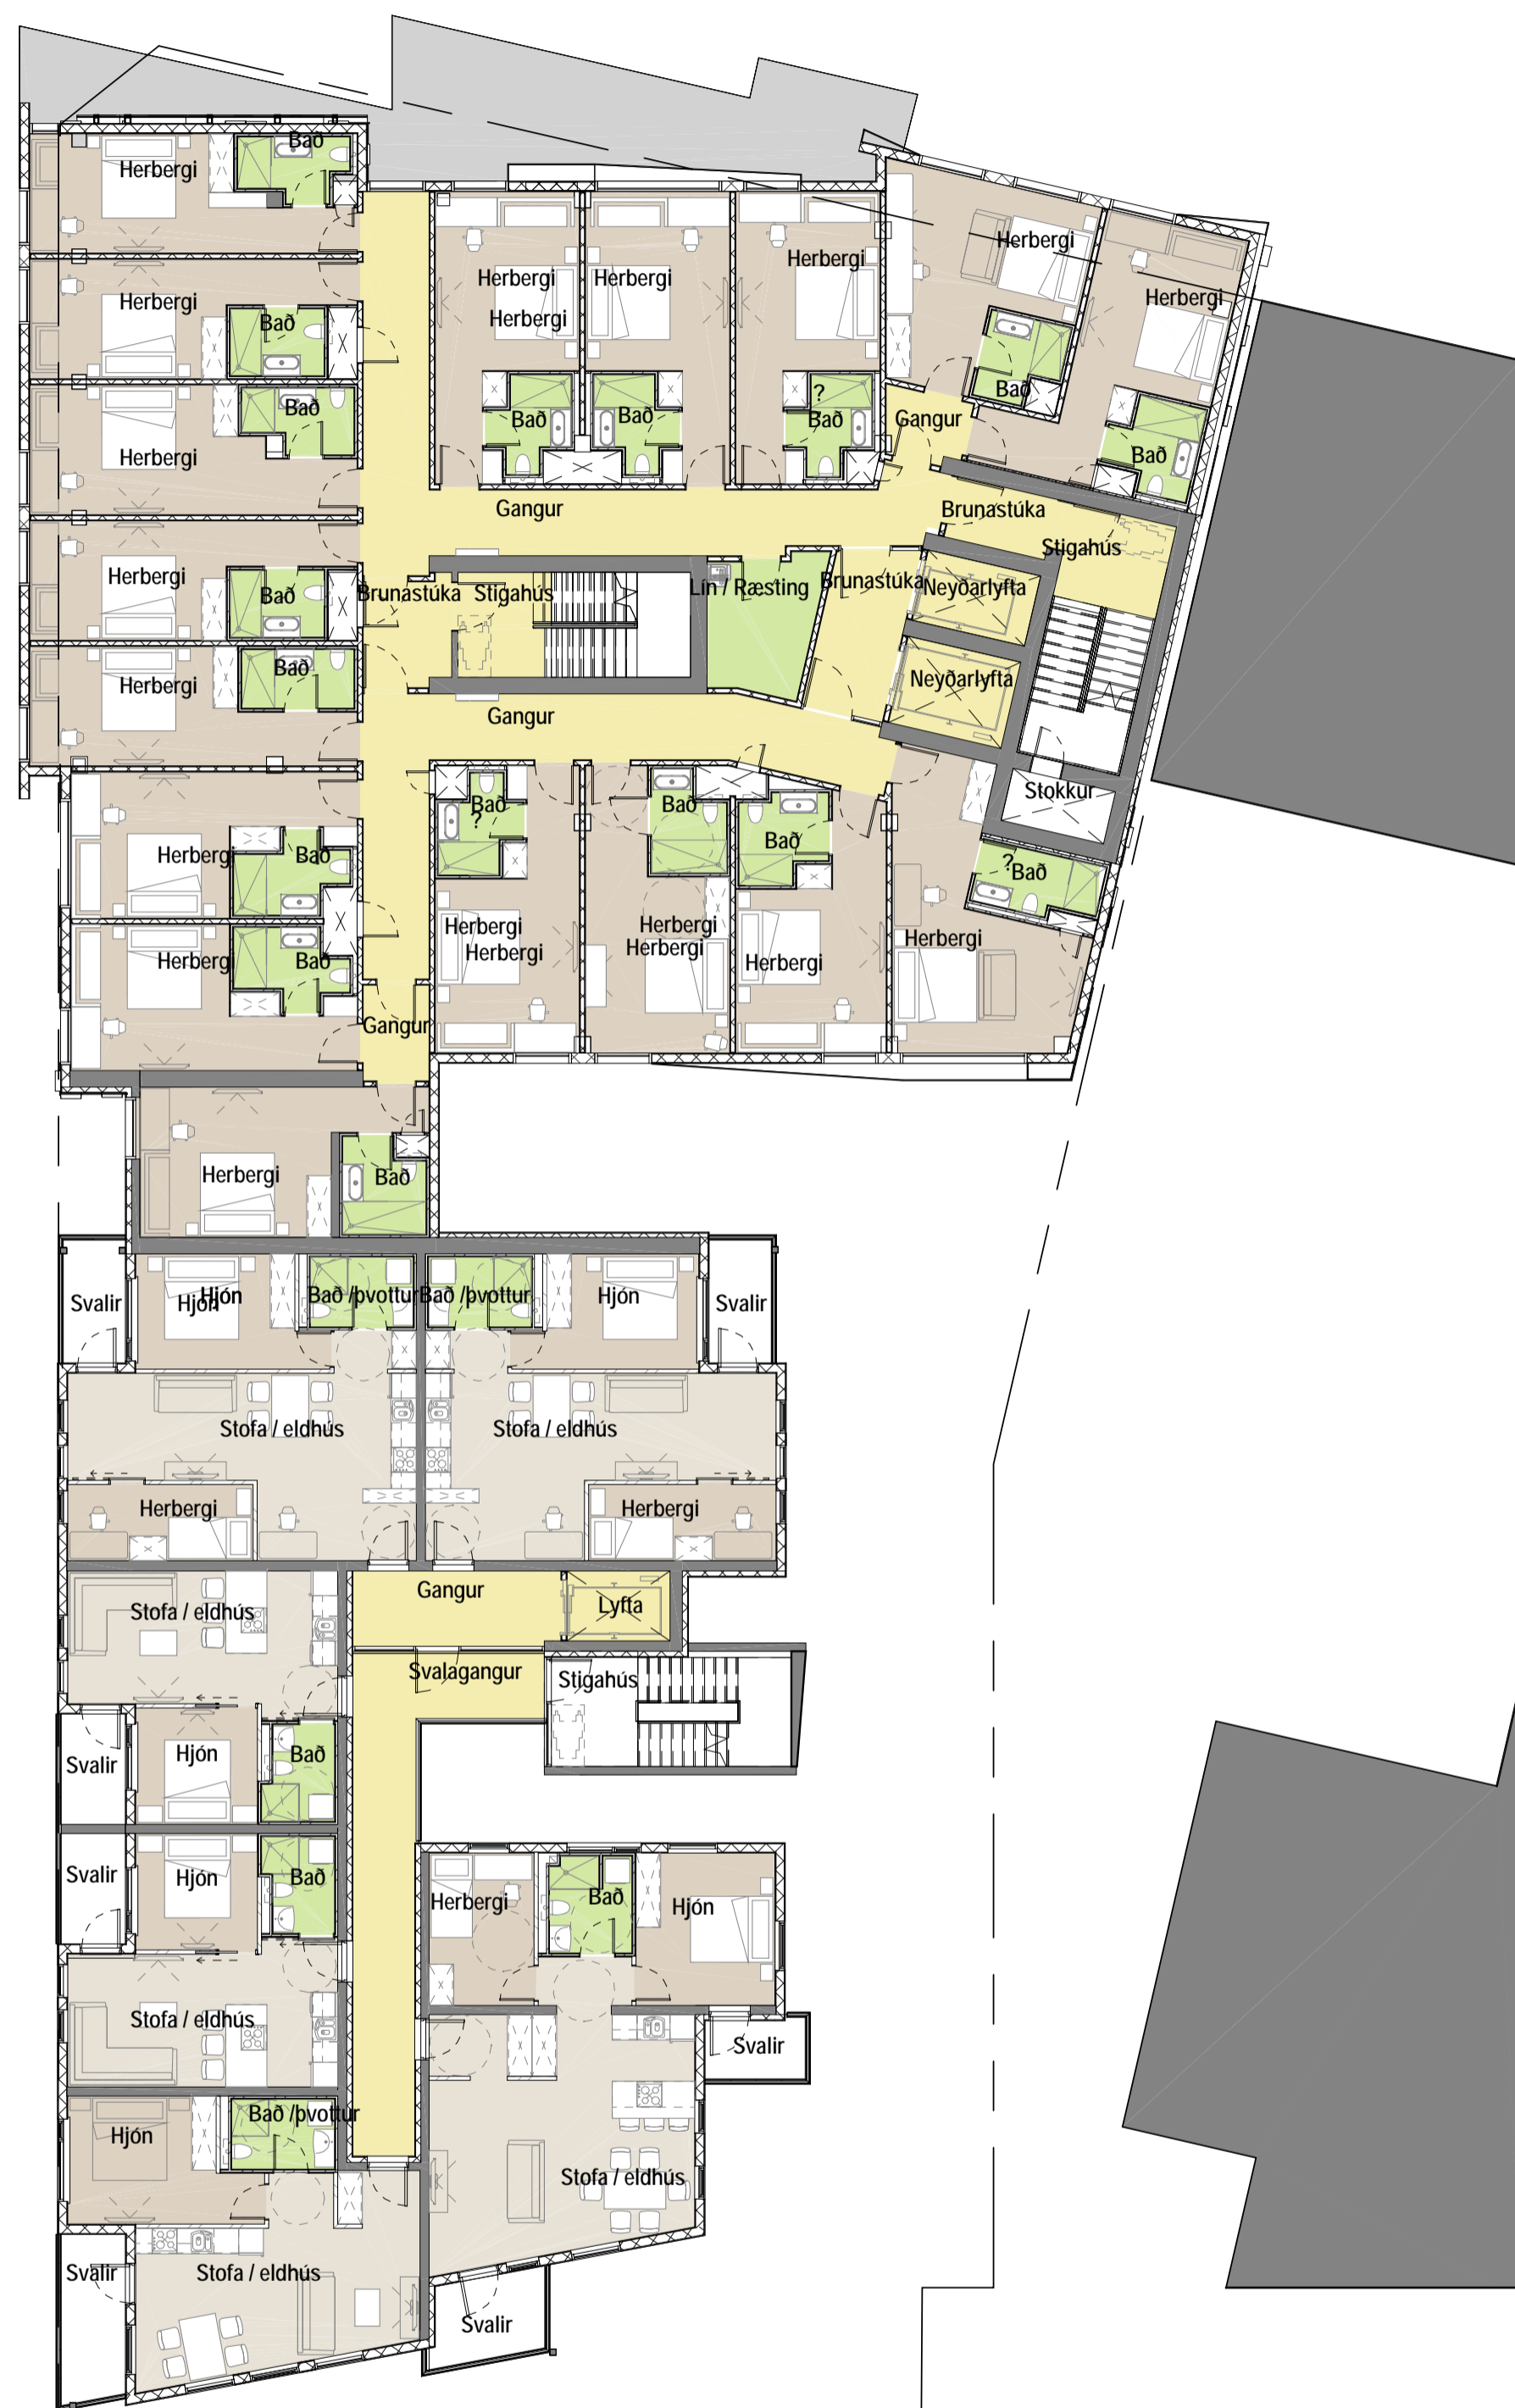 Bað
Herbergi
Herbergi
Herbergi
Herbergi
Herbergi
Herbergi
Herbergi
Herbergi
Herbergi
Bað
Bað
Bað
Bað
Bað
?
Bað
Gangur
Bað
Herbergi
Bað
Gangur
Brunastúka
Stigahús
Herbergi
Bað
Brunastúka
Stigahús
Lín / Ræsting
Brunastúka
Neyðarlyfta
Herbergi
Bað
Neyðarlyfta
Gangur
Stokkur
Bað
?
Bað
Bað
Herbergi
Bað
?
Bað
Herbergi
Herbergi
Herbergi
Herbergi
Herbergi
Herbergi
Herbergi
Bað
Gangur
Herbergi
Bað
Svalir
Hjón
Hjón
Bað /þvottur
Bað /þvottur
Hjón
Svalir
Stofa / eldhús
Stofa / eldhús
Herbergi
Herbergi
Gangur
Lyfta
Stofa / eldhús
Svalagangur
Stigahús
Svalir
Hjón
Bað
Svalir
Hjón
Bað
Herbergi
Bað
Hjón
Stofa / eldhús
Svalir
Hjón
Bað /þvottur
Stofa / eldhús
Svalir
Stofa / eldhús
Svalir